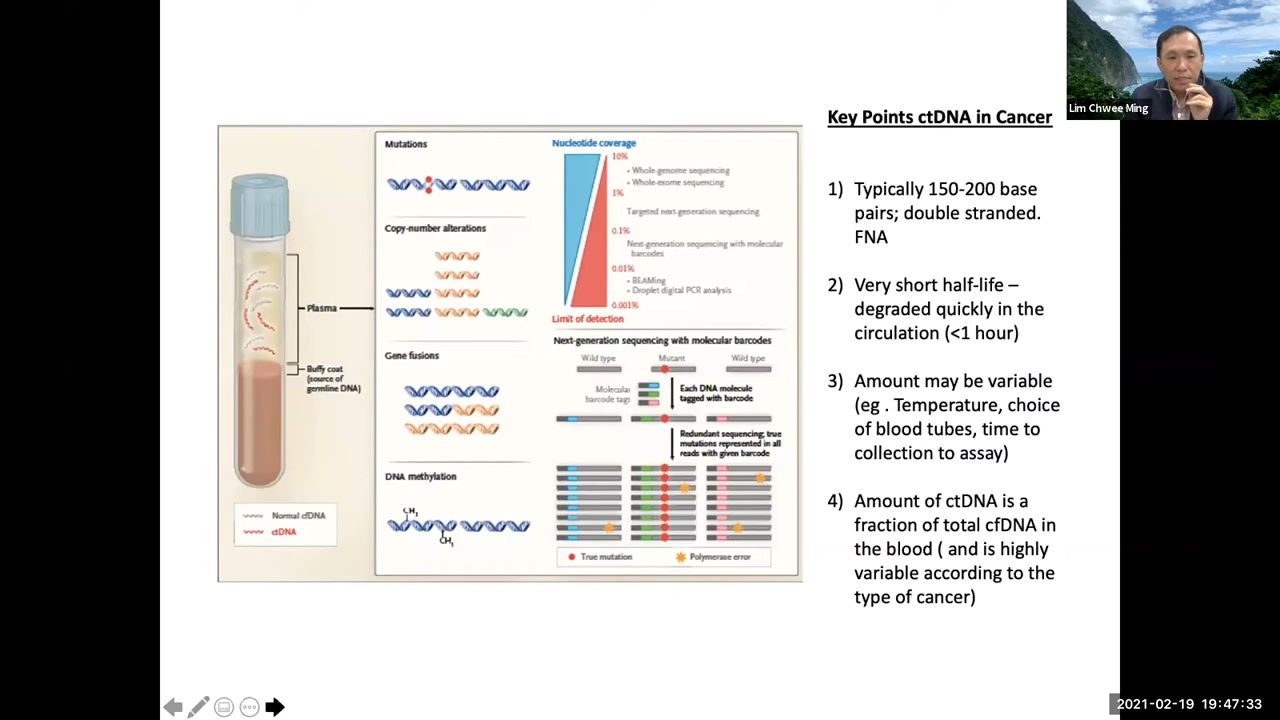 Lim Chwee Ming
Key Points ctDNA in Cancer
1) Typically 150-200 base
pairs; double stranded.
FNA
2) Very short half-life –
degraded quickly in the
circulation (<1 hour)
3) Amount may be variable
(eg . Temperature, choice
of blood tubes, time to
collection to assay)
4) Amount of ctDNA is a
fraction of total cfDNA in
the blood ( and is highly
variable according to the
type of cancer)
Plasma
Buffy coat
(source of
germline DNA)
Normal cfDNA
ctDNA
Mutations
Copy-number alterations
Gene fusions
DNA methylation
CH3
CH3
Nucleotide coverage
10%
• Whole-genome sequencing
• Whole-exome sequencing
1%
Targeted next-generation sequencing
0.1%
Next-generation sequencing with molecular
barcodes
0.01%
• BEAMing
• Droplet digital PCR analysis
0.001%
Limit of detection
Next-generation sequencing with molecular barcodes
Wild type
Mutant
Wild type
Molecular
barcode tags
Each DNA molecule
tagged with barcode
Redundant sequencing; true
mutations represented in all
reads with given barcode
True mutation
Polymerase error
2021-02-19 19:47:33